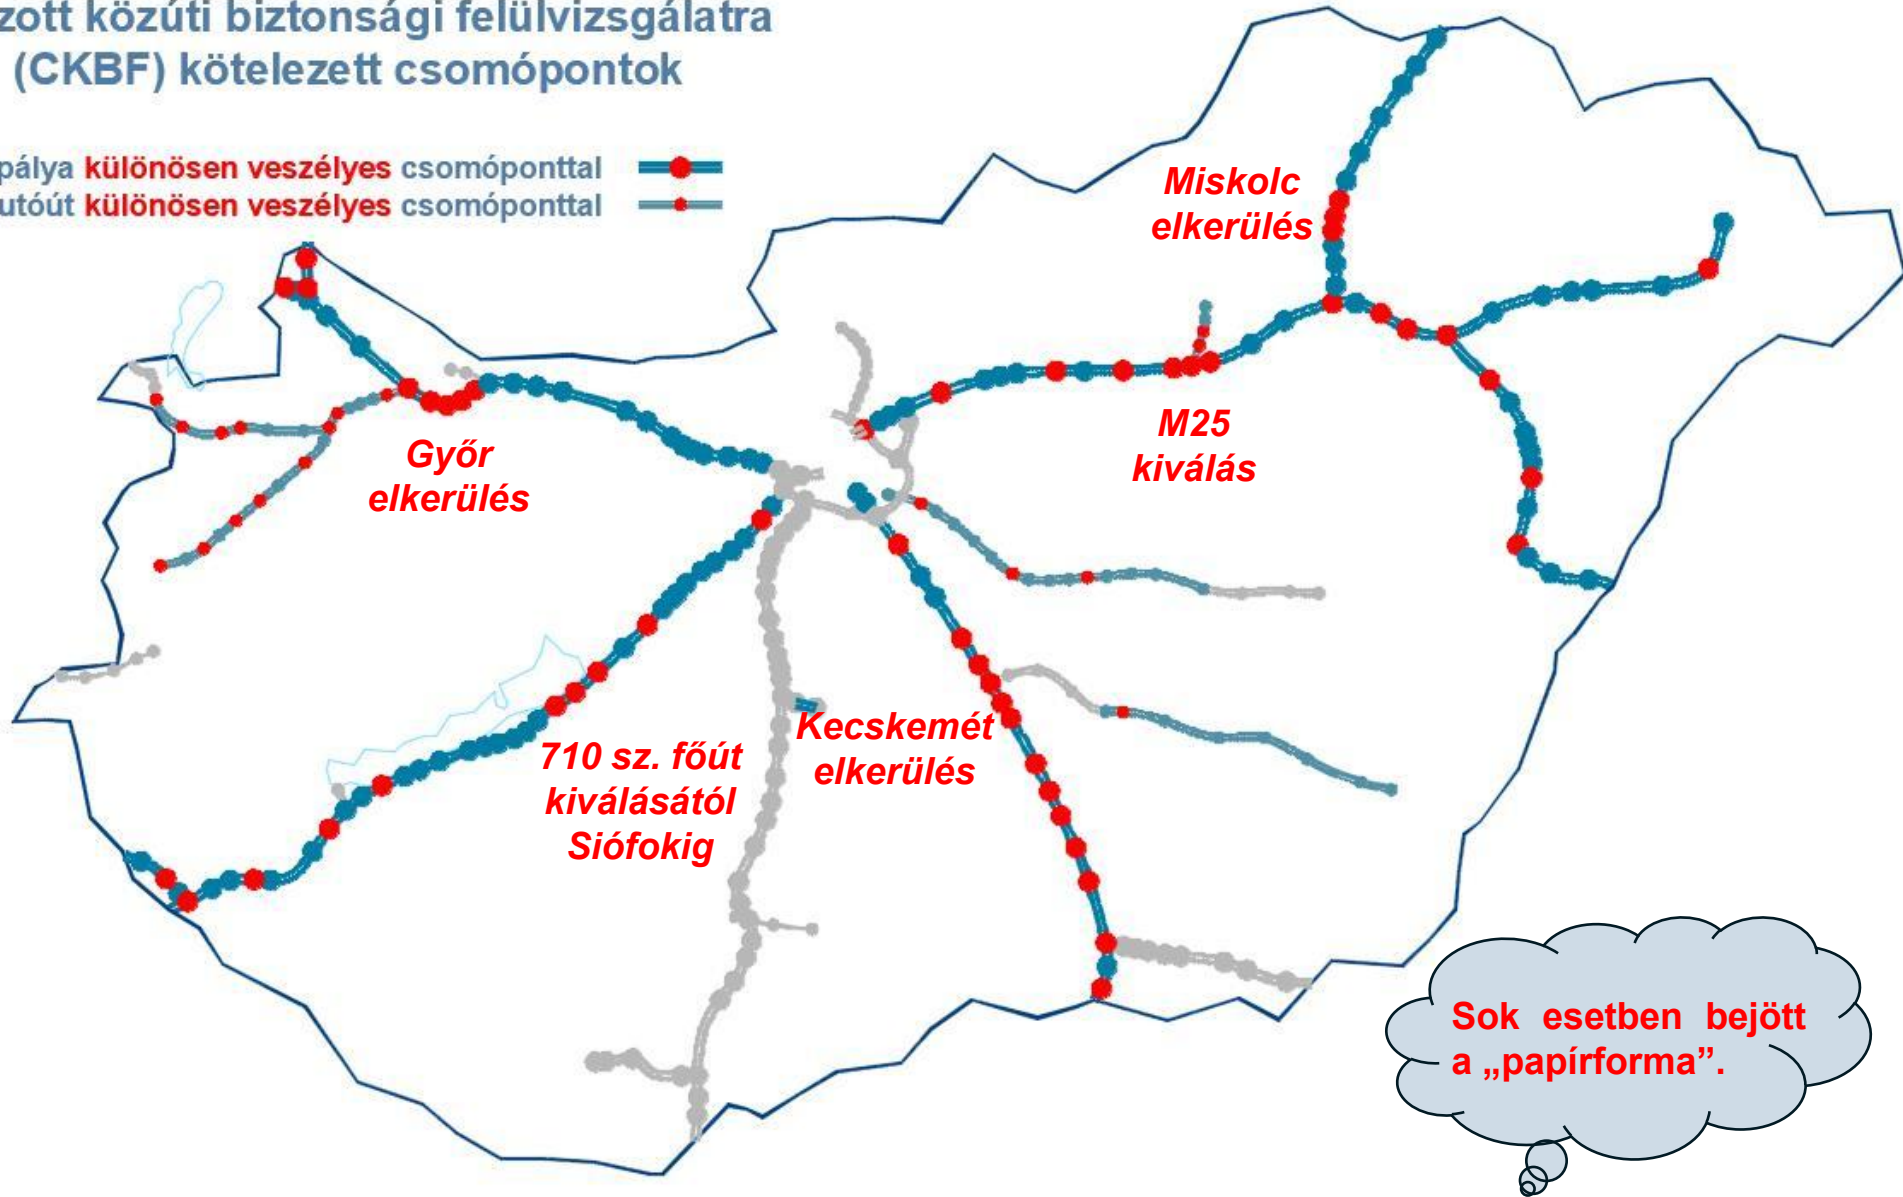 zott közúti biztonsági felülvizsgálatra
(CKBF) kötelezett csomópontok
pálya különösen veszélyes csomóponttal
utóút különösen veszélyes csomóponttal
Miskolc
elkerülés
Győr
elkerülés
M25
kiválás
710 sz. főút
kiválásától
Siófokig
Kecskemét
elkerülés
Sok esetben bejött
a „papírforma”.